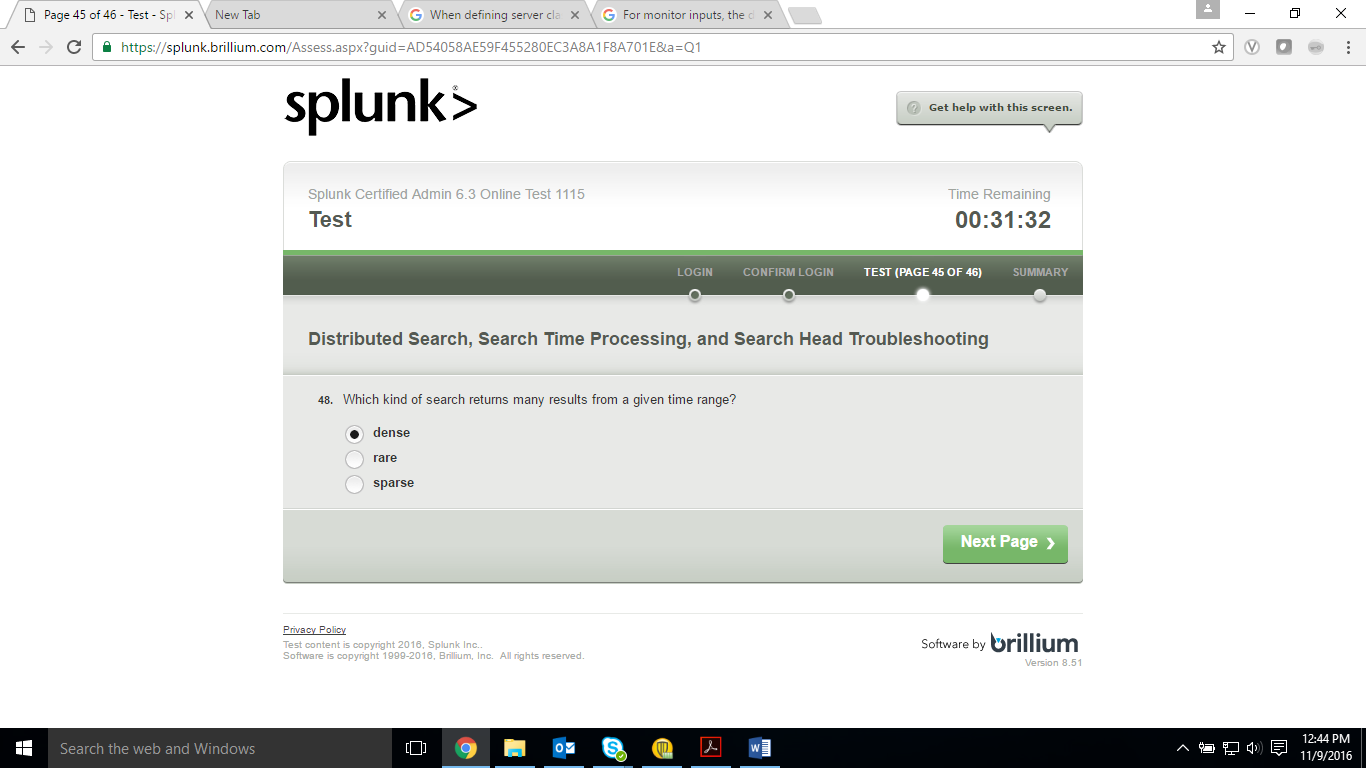 Page 45 of 46 - Test - Spl
New Tab
When defining server cla
For monitor inputs, the d
https://splunk.brillium.com/Assess.aspx?guid=AD54058AE59F455280EC3A8A1F8A701E&a=Q1
splunk>
Get help with this screen.
Splunk Certified Admin 6.3 Online Test 1115
Time Remaining
Test
00:31:32
LOGIN
CONFIRM LOGIN
TEST (PAGE 45 OF 46)
SUMMARY
Distributed Search, Search Time Processing, and Search Head Troubleshooting
48. Which kind of search returns many results from a given time range?
dense
rare
sparse
Next Page
Privacy Policy
Test content is copyright 2016, Splunk Inc..
Software is copyright 1999-2016, Brillium, Inc. All rights reserved.
Software by brillium
Version 8.51
Search the web and Windows
12:44 PM
11/9/2016